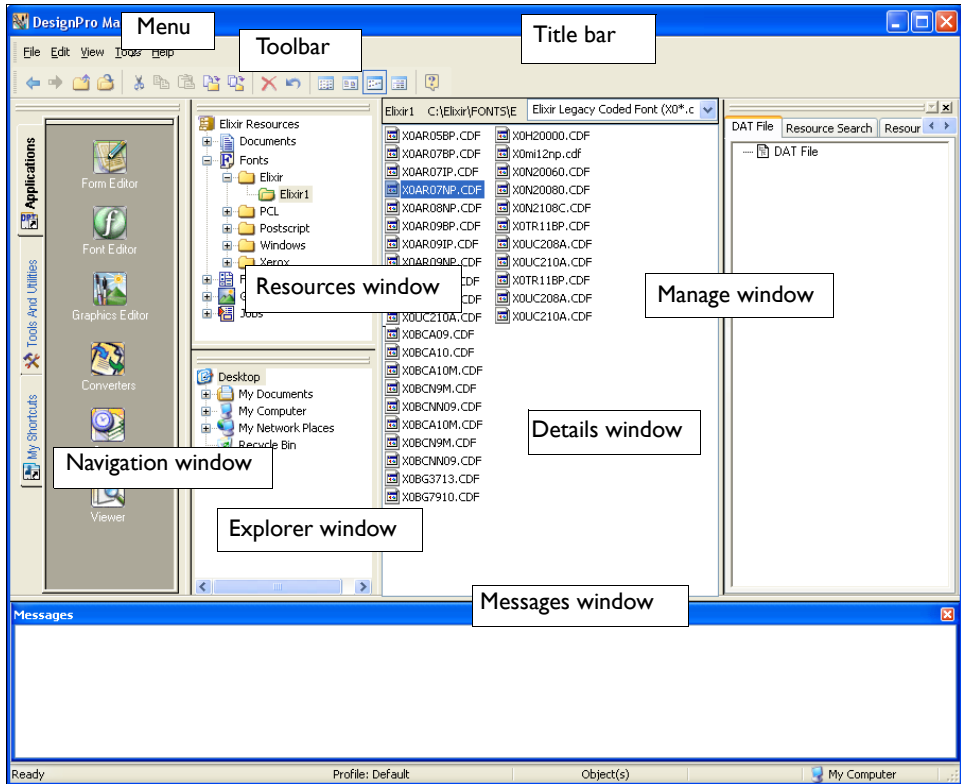 DesignPro Ma
Menu
Toolbar
Title bar
File Edit View Tools Help
Applications
Tools And Utilities
My Shortcuts
Form Editor
Font Editor
Graphics Editor
Converters
Viewer
Navigation window
Elixir Resources
Documents
Fonts
Elixir
Elixir1
PCL
Postscript
Windows
Xerox
Jobs
Resources window
Desktop
My Documents
My Computer
My Network Places
Recycle Bin
Explorer window
Elixir1 C:\Elixir\FONTS\E Elixir Legacy Coded Font (X0*.c
X0AR05BP.CDF
X0AR07BP.CDF
X0AR07IP.CDF
X0AR07NP.CDF
X0AR08NP.CDF
X0AR09BP.CDF
X0AR09IP.CDF
X0AR09NP.CDF
CDF
CDF
X0UC210A.CDF
X0BCA09.CDF
X0BCA10.CDF
X0BCA10M.CDF
X0BCN9M.CDF
X0BCNN09.CDF
X0BCA10M.CDF
X0BCN9M.CDF
X0BCNN09.CDF
X0BG3713.CDF
X0BG7910.CDF
X0H20000.CDF
X0mi12np.cdf
X0N20060.CDF
X0N20080.CDF
X0N2108C.CDF
X0TR11BP.CDF
X0UC208A.CDF
X0UC210A.CDF
X0TR11BP.CDF
X0UC208A.CDF
X0UC210A.CDF
Details window
DAT File Resource Search Resour
DAT File
Manage window
Messages window
Messages
Ready Profile: Default Object(s) My Computer